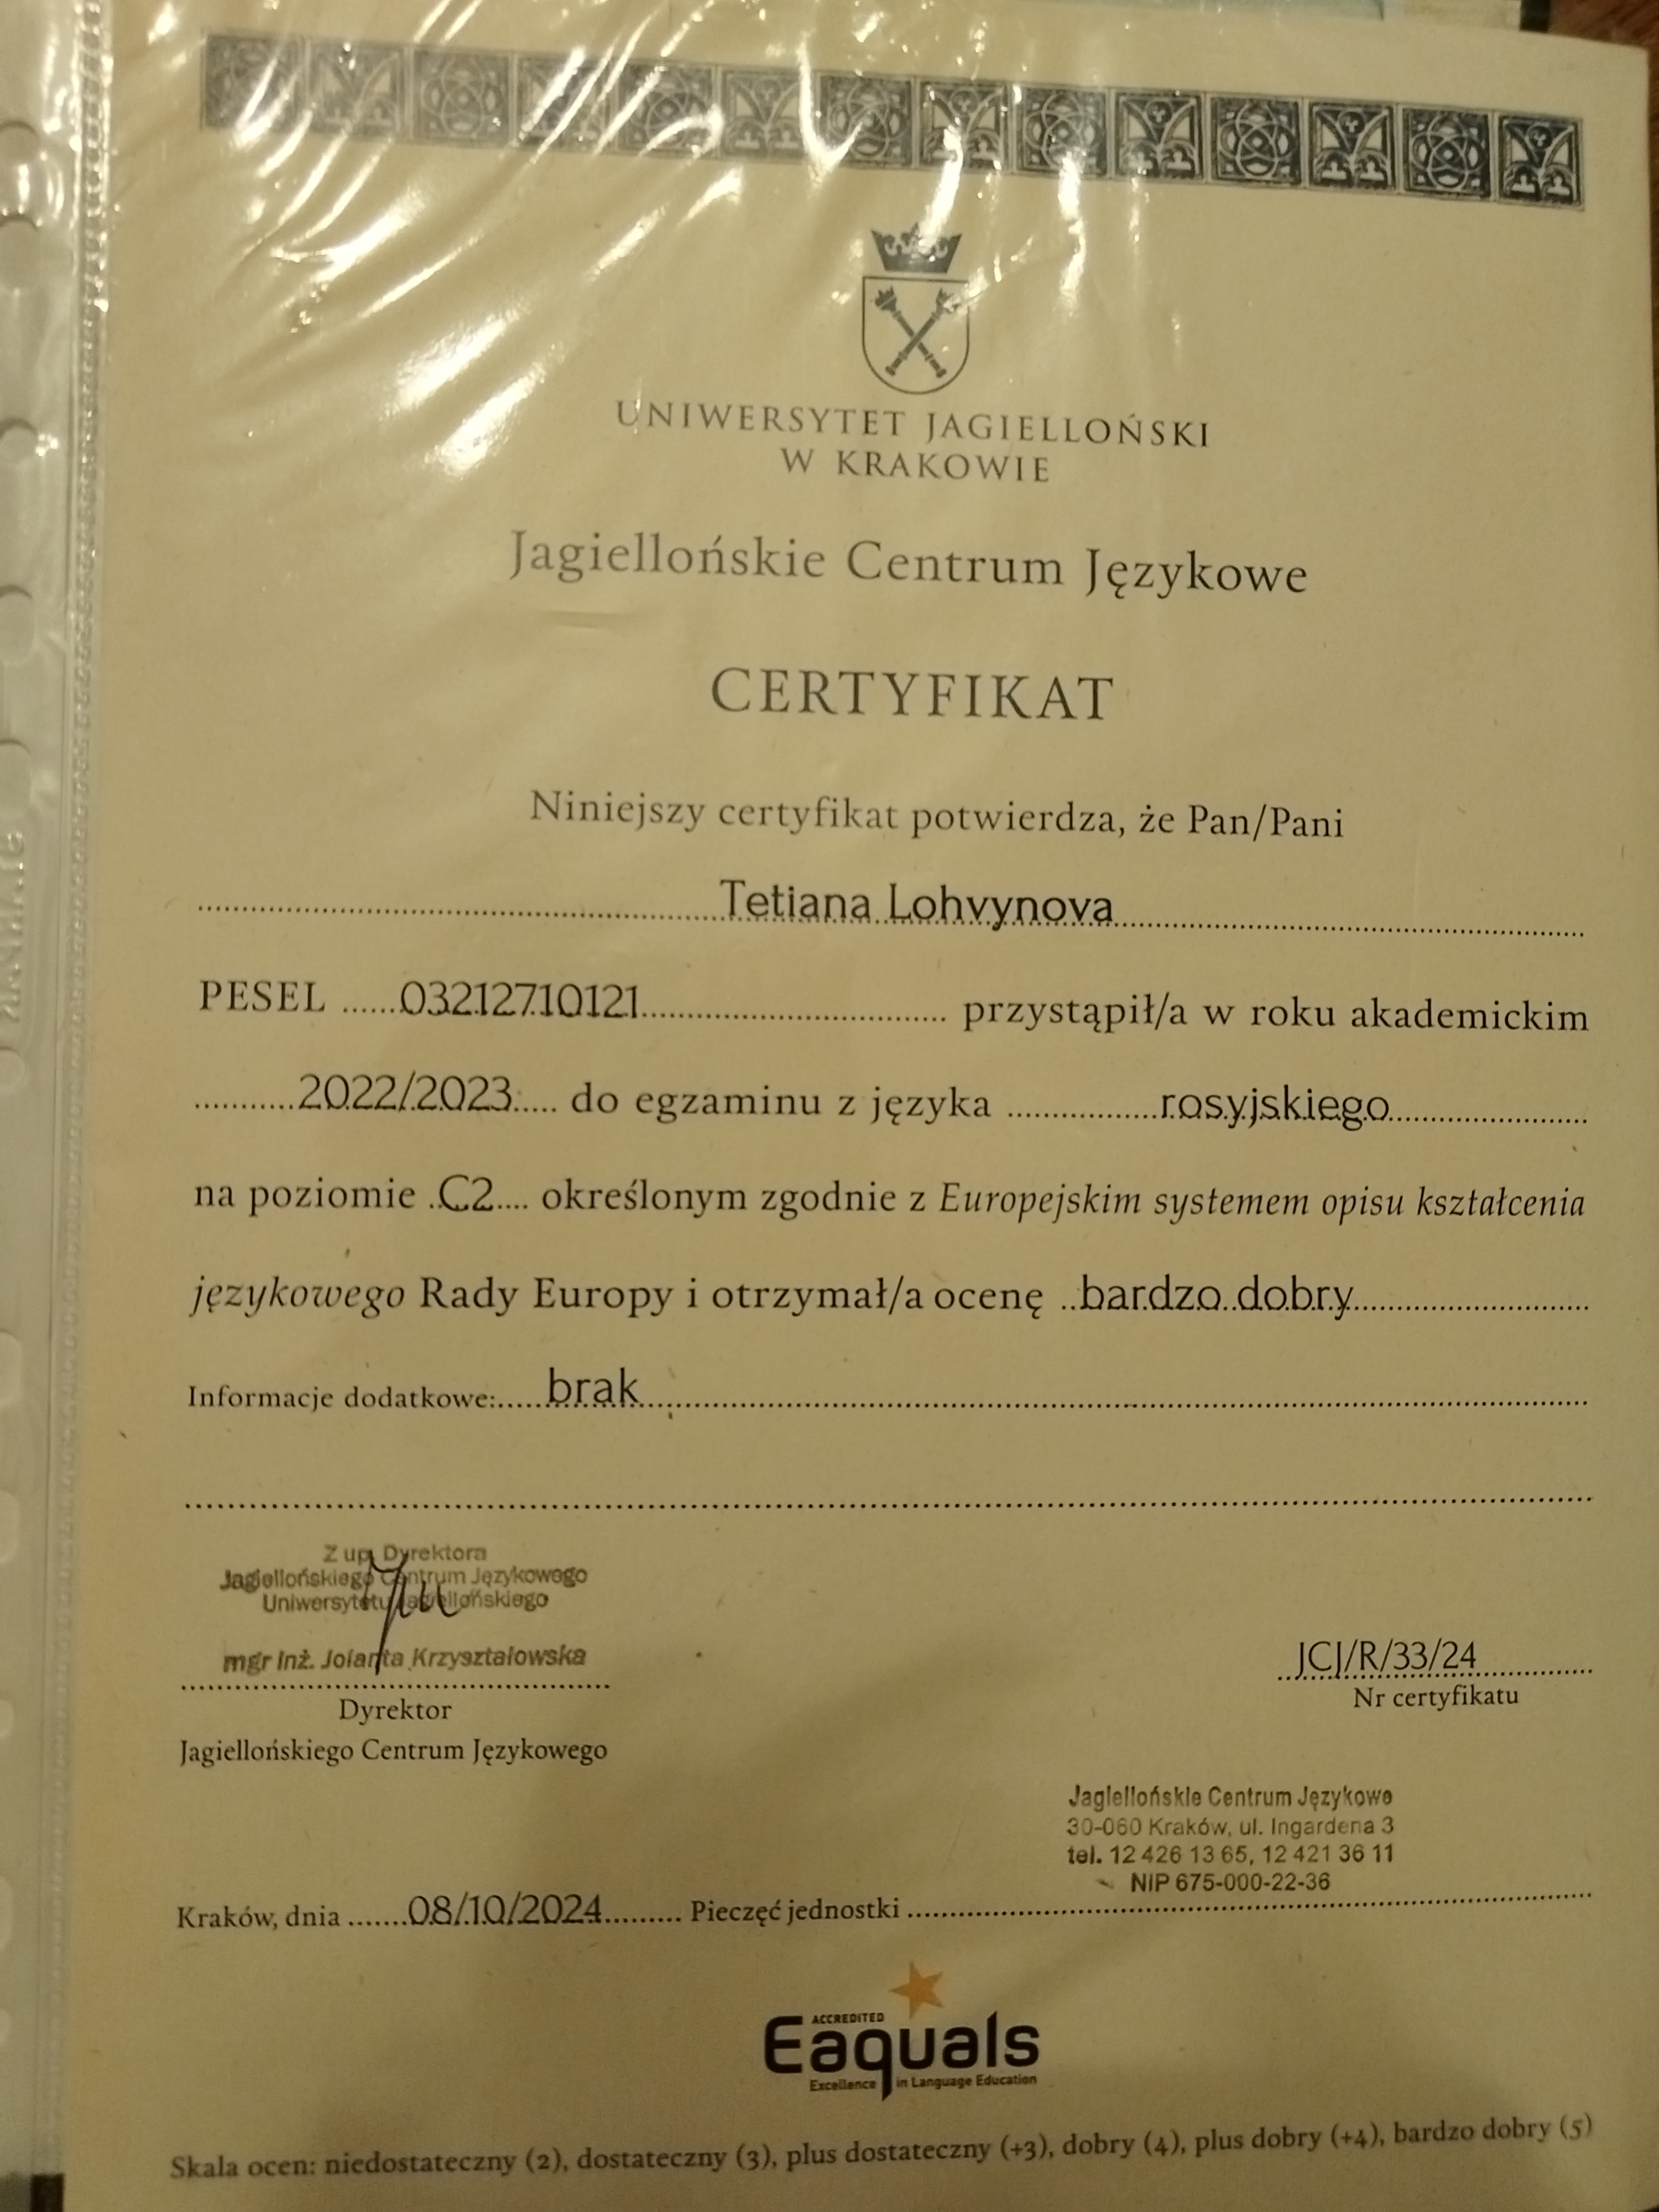 UNIWERSYTET JAGIELLOŃSKI
W KRAKOWIE
Jagiellońskie Centrum Językowe
CERTYFIKAT
Niniejszy certyfikat potwierdza, że Pan/Pani
Tetiana Lohvynova
PESEL 03212710121 przystąpił/a w roku akademickim
2022/2023 do egzaminu z języka rosyjskiego
na poziomie C2 określonym zgodnie z Europejskim systemem opisu kształcenia
językowego Rady Europy i otrzymał/a ocenę bardzo dobry
Informacje dodatkowe: brak
Z up. Dyrektora
Jagiellońskiego Centrum Językowego
Uniwersytetu Jagiellońskiego
mgr inż. Jolanta Krzyształowska
Dyrektor
Jagiellońskiego Centrum Językowego
JCJ/R/33/24
Nr certyfikatu
Jagiellońskie Centrum Językowe
30-060 Kraków, ul. Ingardena 3
tel. 12 426 13 65, 12 421 36 11
NIP 675-000-22-36
Kraków, dnia 08/10/2024 Pieczęć jednostki
ACCREDITED
Eaquals
Excellence in Language Education
Skala ocen: niedostateczny (2), dostateczny (3), plus dostateczny (+3), dobry (4), plus dobry (+4), bardzo dobry (5)